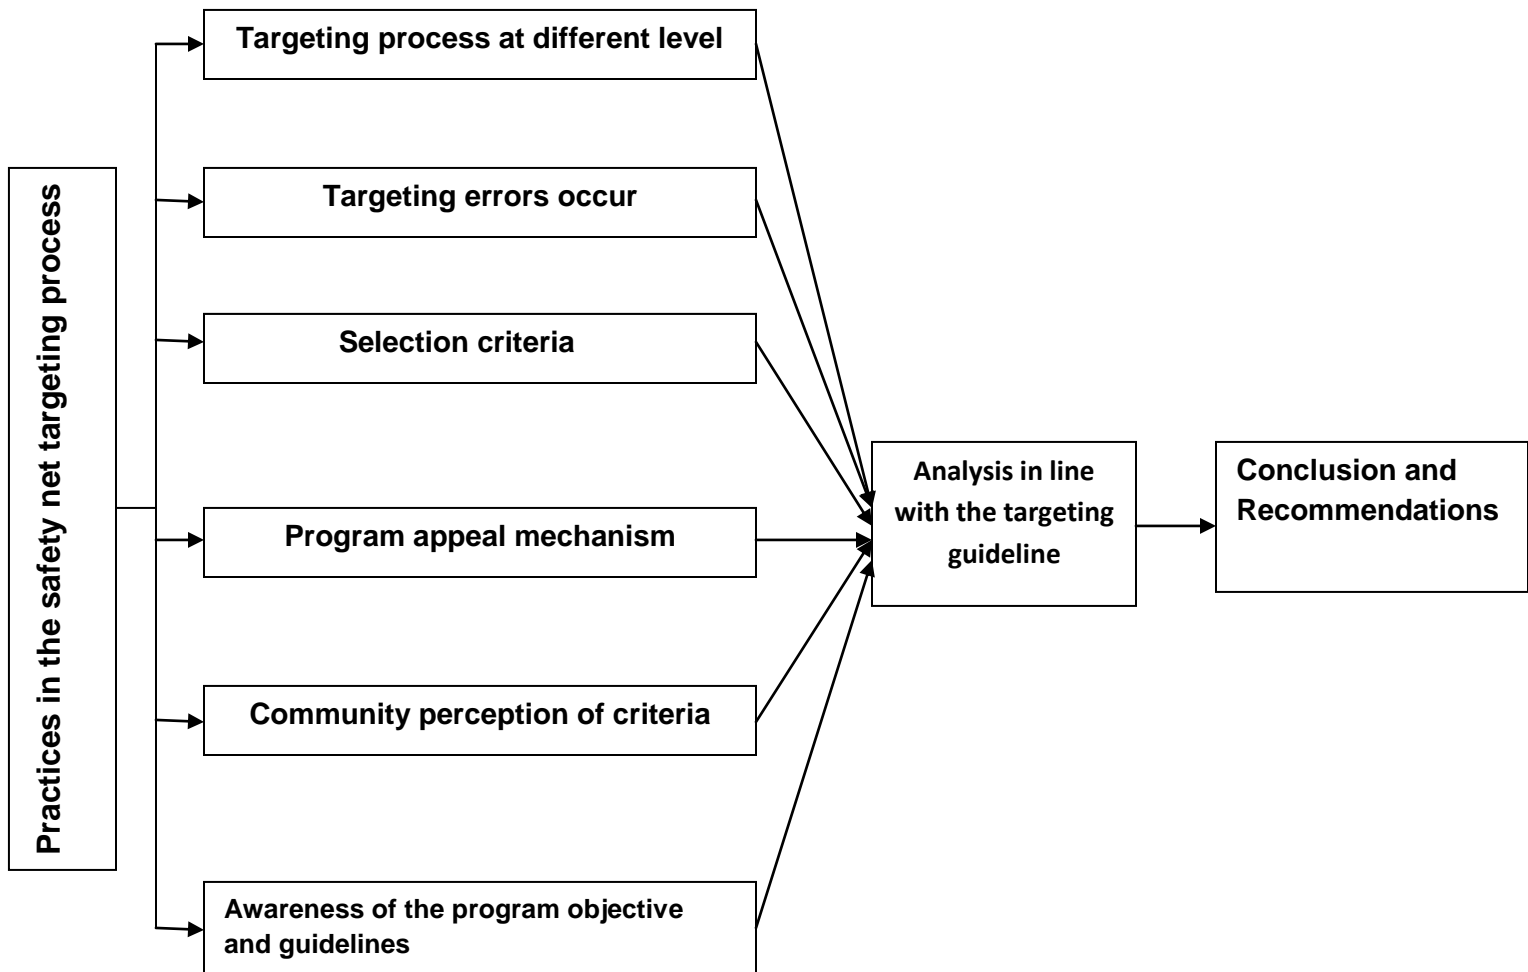 Practices in the safety net targeting process
Targeting process at different level
Targeting errors occur
Selection criteria
Program appeal mechanism
Community perception of criteria
Awareness of the program objective
and guidelines
Analysis in line
with the targeting
guideline
Conclusion and
Recommendations